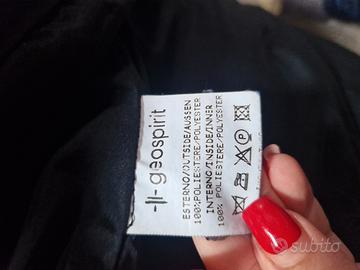 -||- geospirit
ESTERNO/OUTSIDE/AUSSEN
100%POLIESTERE/POLYESTER
INTERNO/INSIDE/INNER
100%POLIESTERE/POLYESTER
subito